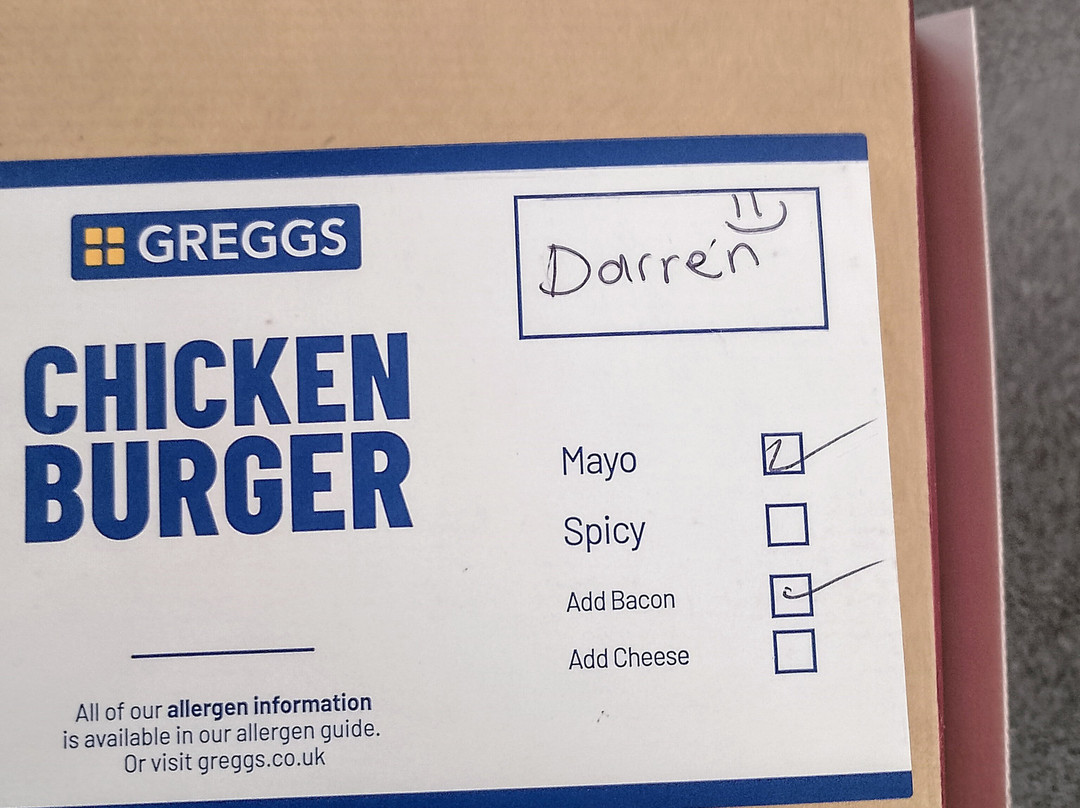 GREGGS
Darren
CHICKEN
BURGER
Mayo
Spicy
Add Bacon
Add Cheese
All of our allergen information
is available in our allergen guide.
Or visit greggs.co.uk